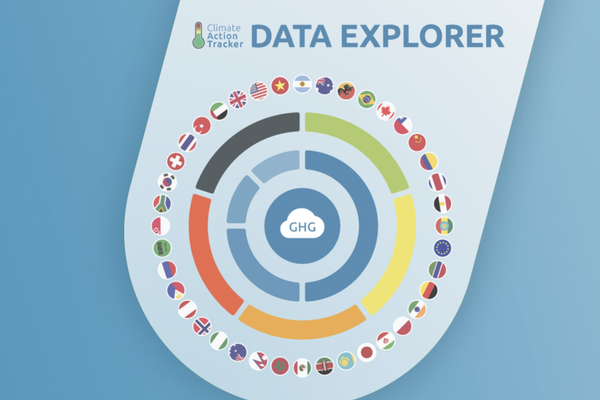 Climate
Action
Tracker
DATA EXPLORER
GHG